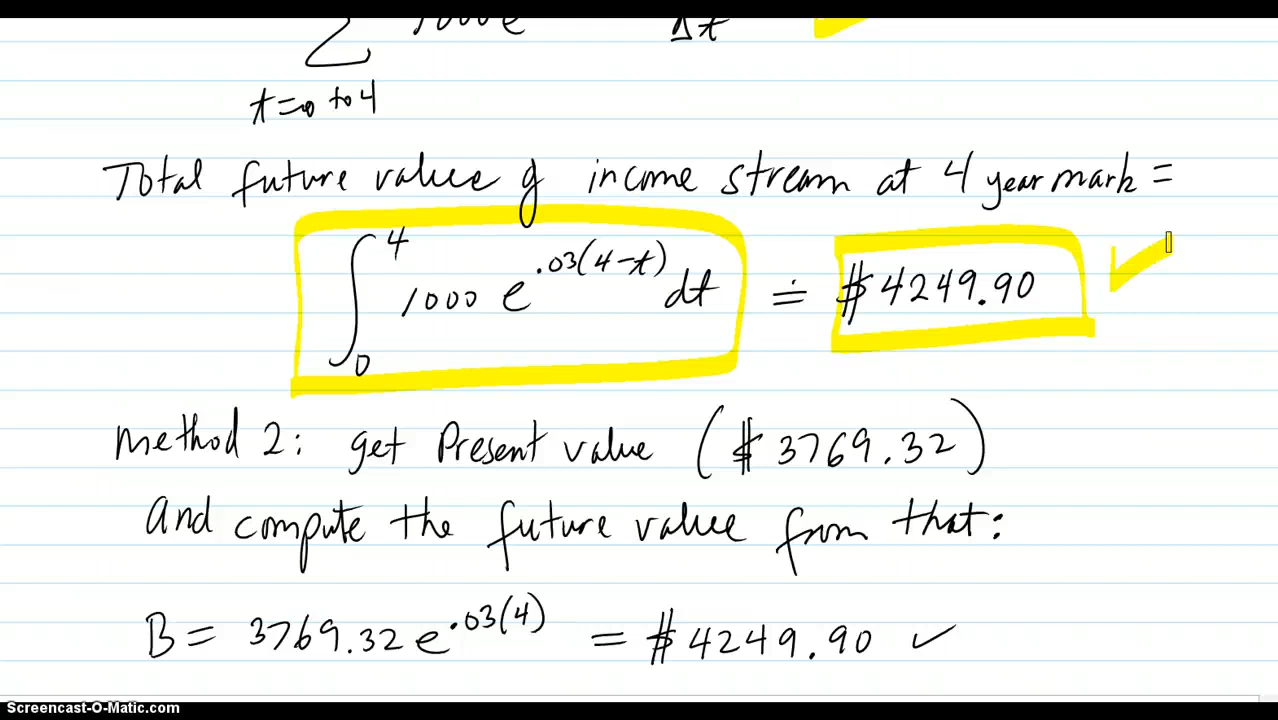 ∑ 1000e Δt
t=0 to 4
Total future value of income stream at 4 year mark =
∫₀⁴ 1000 e^{.03(4-t)} dt ≐ $4249.90
method 2: get Present value ($3769.32)
And compute the future value from that:
B = 3769.32 e^{.03(4)} = $4249.90 ✓
Screencast-O-Matic.com